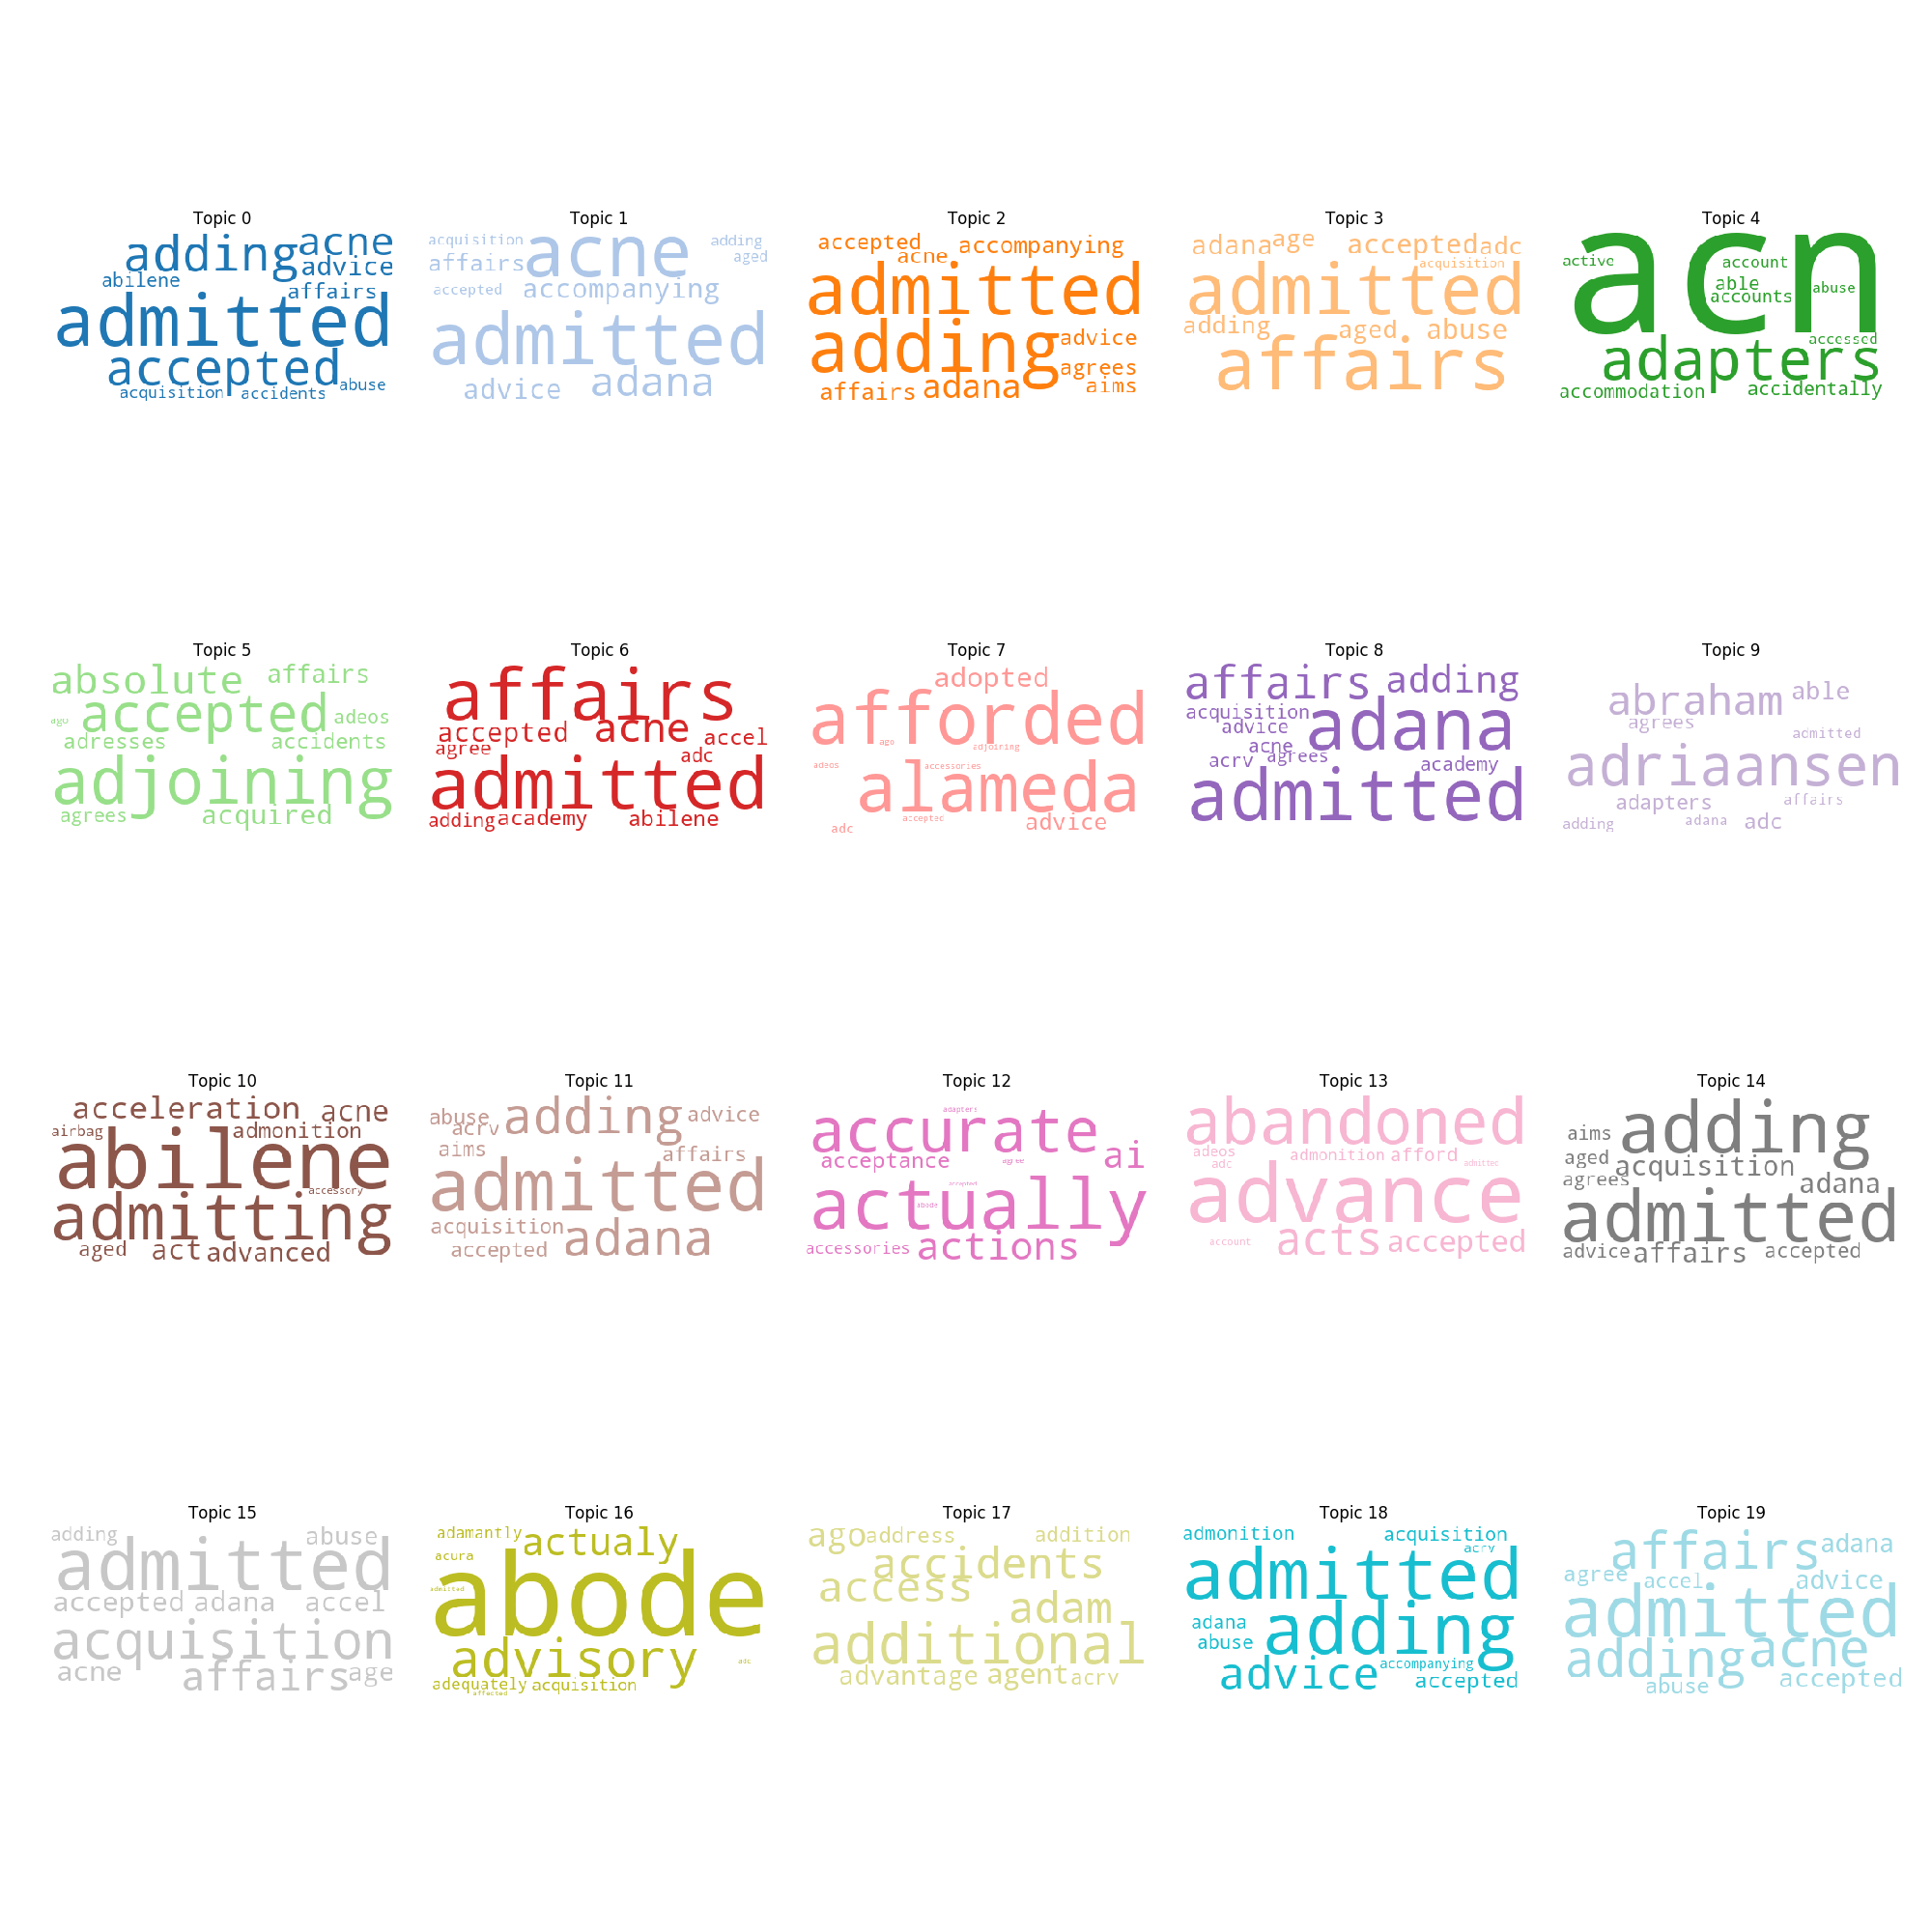 Topic 0
adding acne
advice
abilene
affairs
admitted
accepted
abuse
acquisition accidents
Topic 1
acquisition acne adding
affairs aged
accepted accompanying
admitted
advice adana
Topic 2
accepted accompanying
acne
admitted
adding advice
agrees
affairs adana aims
Topic 3
adana age accepted adc
acquisition
admitted
adding aged abuse
affairs
Topic 4
acn
active account
able
accounts abuse
accessed
adapters
accommodation accidentally
Topic 5
absolute affairs
ago accepted adeos
adresses accidents
adjoining
agrees acquired
Topic 6
affairs
accepted acne accel
agree adc
admitted
adding academy abilene
Topic 7
adopted
afforded
ago adjoining
adeos accessories
alameda
accepted
adc advice
Topic 8
affairs adding
acquisition adana
advice
acne
acrv agrees academy
admitted
Topic 9
abraham able
agrees admitted
adriaansen
adapters affairs
adding adana adc
Topic 10
acceleration acne
airbag admonition
abilene
accessory
admitting
aged act advanced
Topic 11
abuse adding advice
acrv
aims affairs
admitted
acquisition adana
accepted
Topic 12
adapters
accurate
acceptance agree ai
accepted
actually
abode
accessories actions
Topic 13
abandoned
adeos admonition afford
adc admitted
advance
account acts accepted
Topic 14
aims adding
aged acquisition
agrees adana
admitted
advice affairs accepted
Topic 15
adding abuse
admitted
accepted adana accel
acquisition
acne affairs age
Topic 16
adamantly actualy
acura
abode
admitted
advisory
adc
adequately acquisition
affected
Topic 17
ago address addition
accidents
access
adam
additional
advantage agent acrv
Topic 18
admonition acquisition
acrv
admitted
adana adding
abuse
advice accompanying
accepted
Topic 19
affairs adana
agree accel advice
admitted
adding acne
abuse accepted